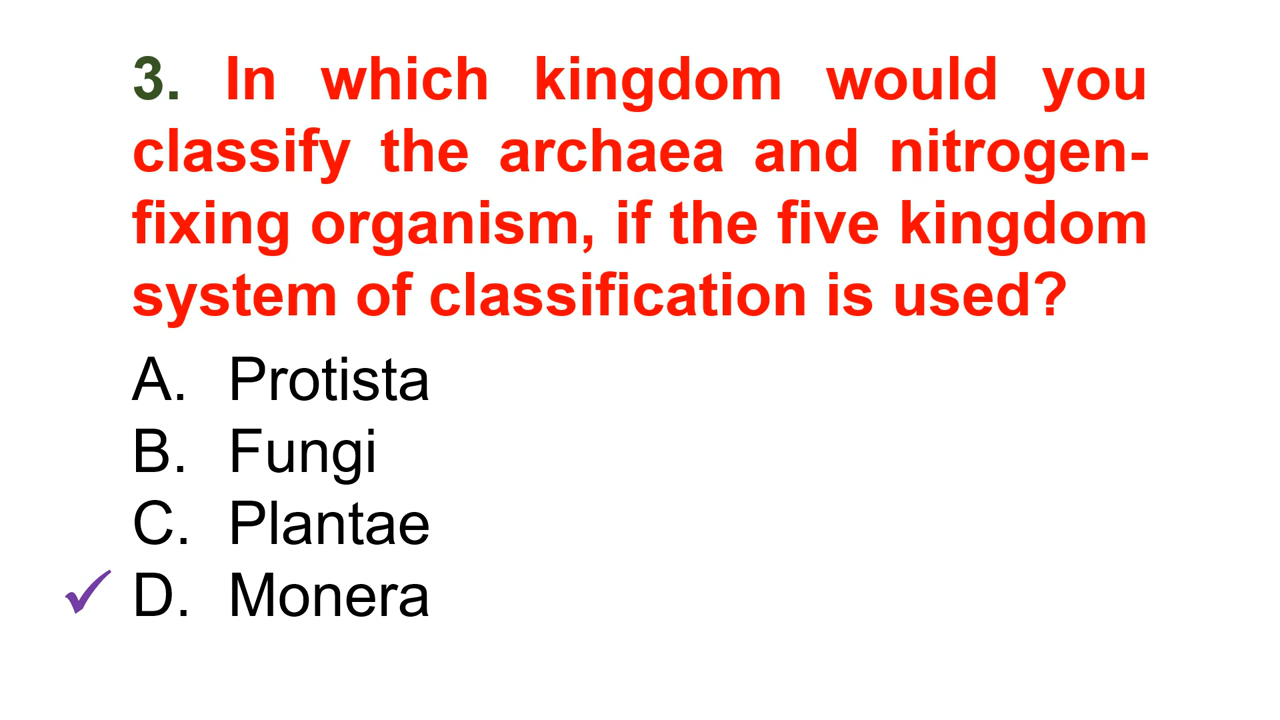 3. In which kingdom would you
classify the archaea and nitrogen-
fixing organism, if the five kingdom
system of classification is used?
A. Protista
B. Fungi
C. Plantae
✓ D. Monera